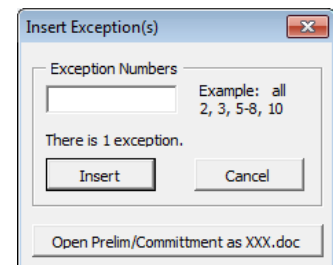 Insert Exception(s)
Exception Numbers
Example: all
2, 3, 5-8, 10
There is 1 exception.
Insert Cancel
Open Prelim/Committment as XXX.doc